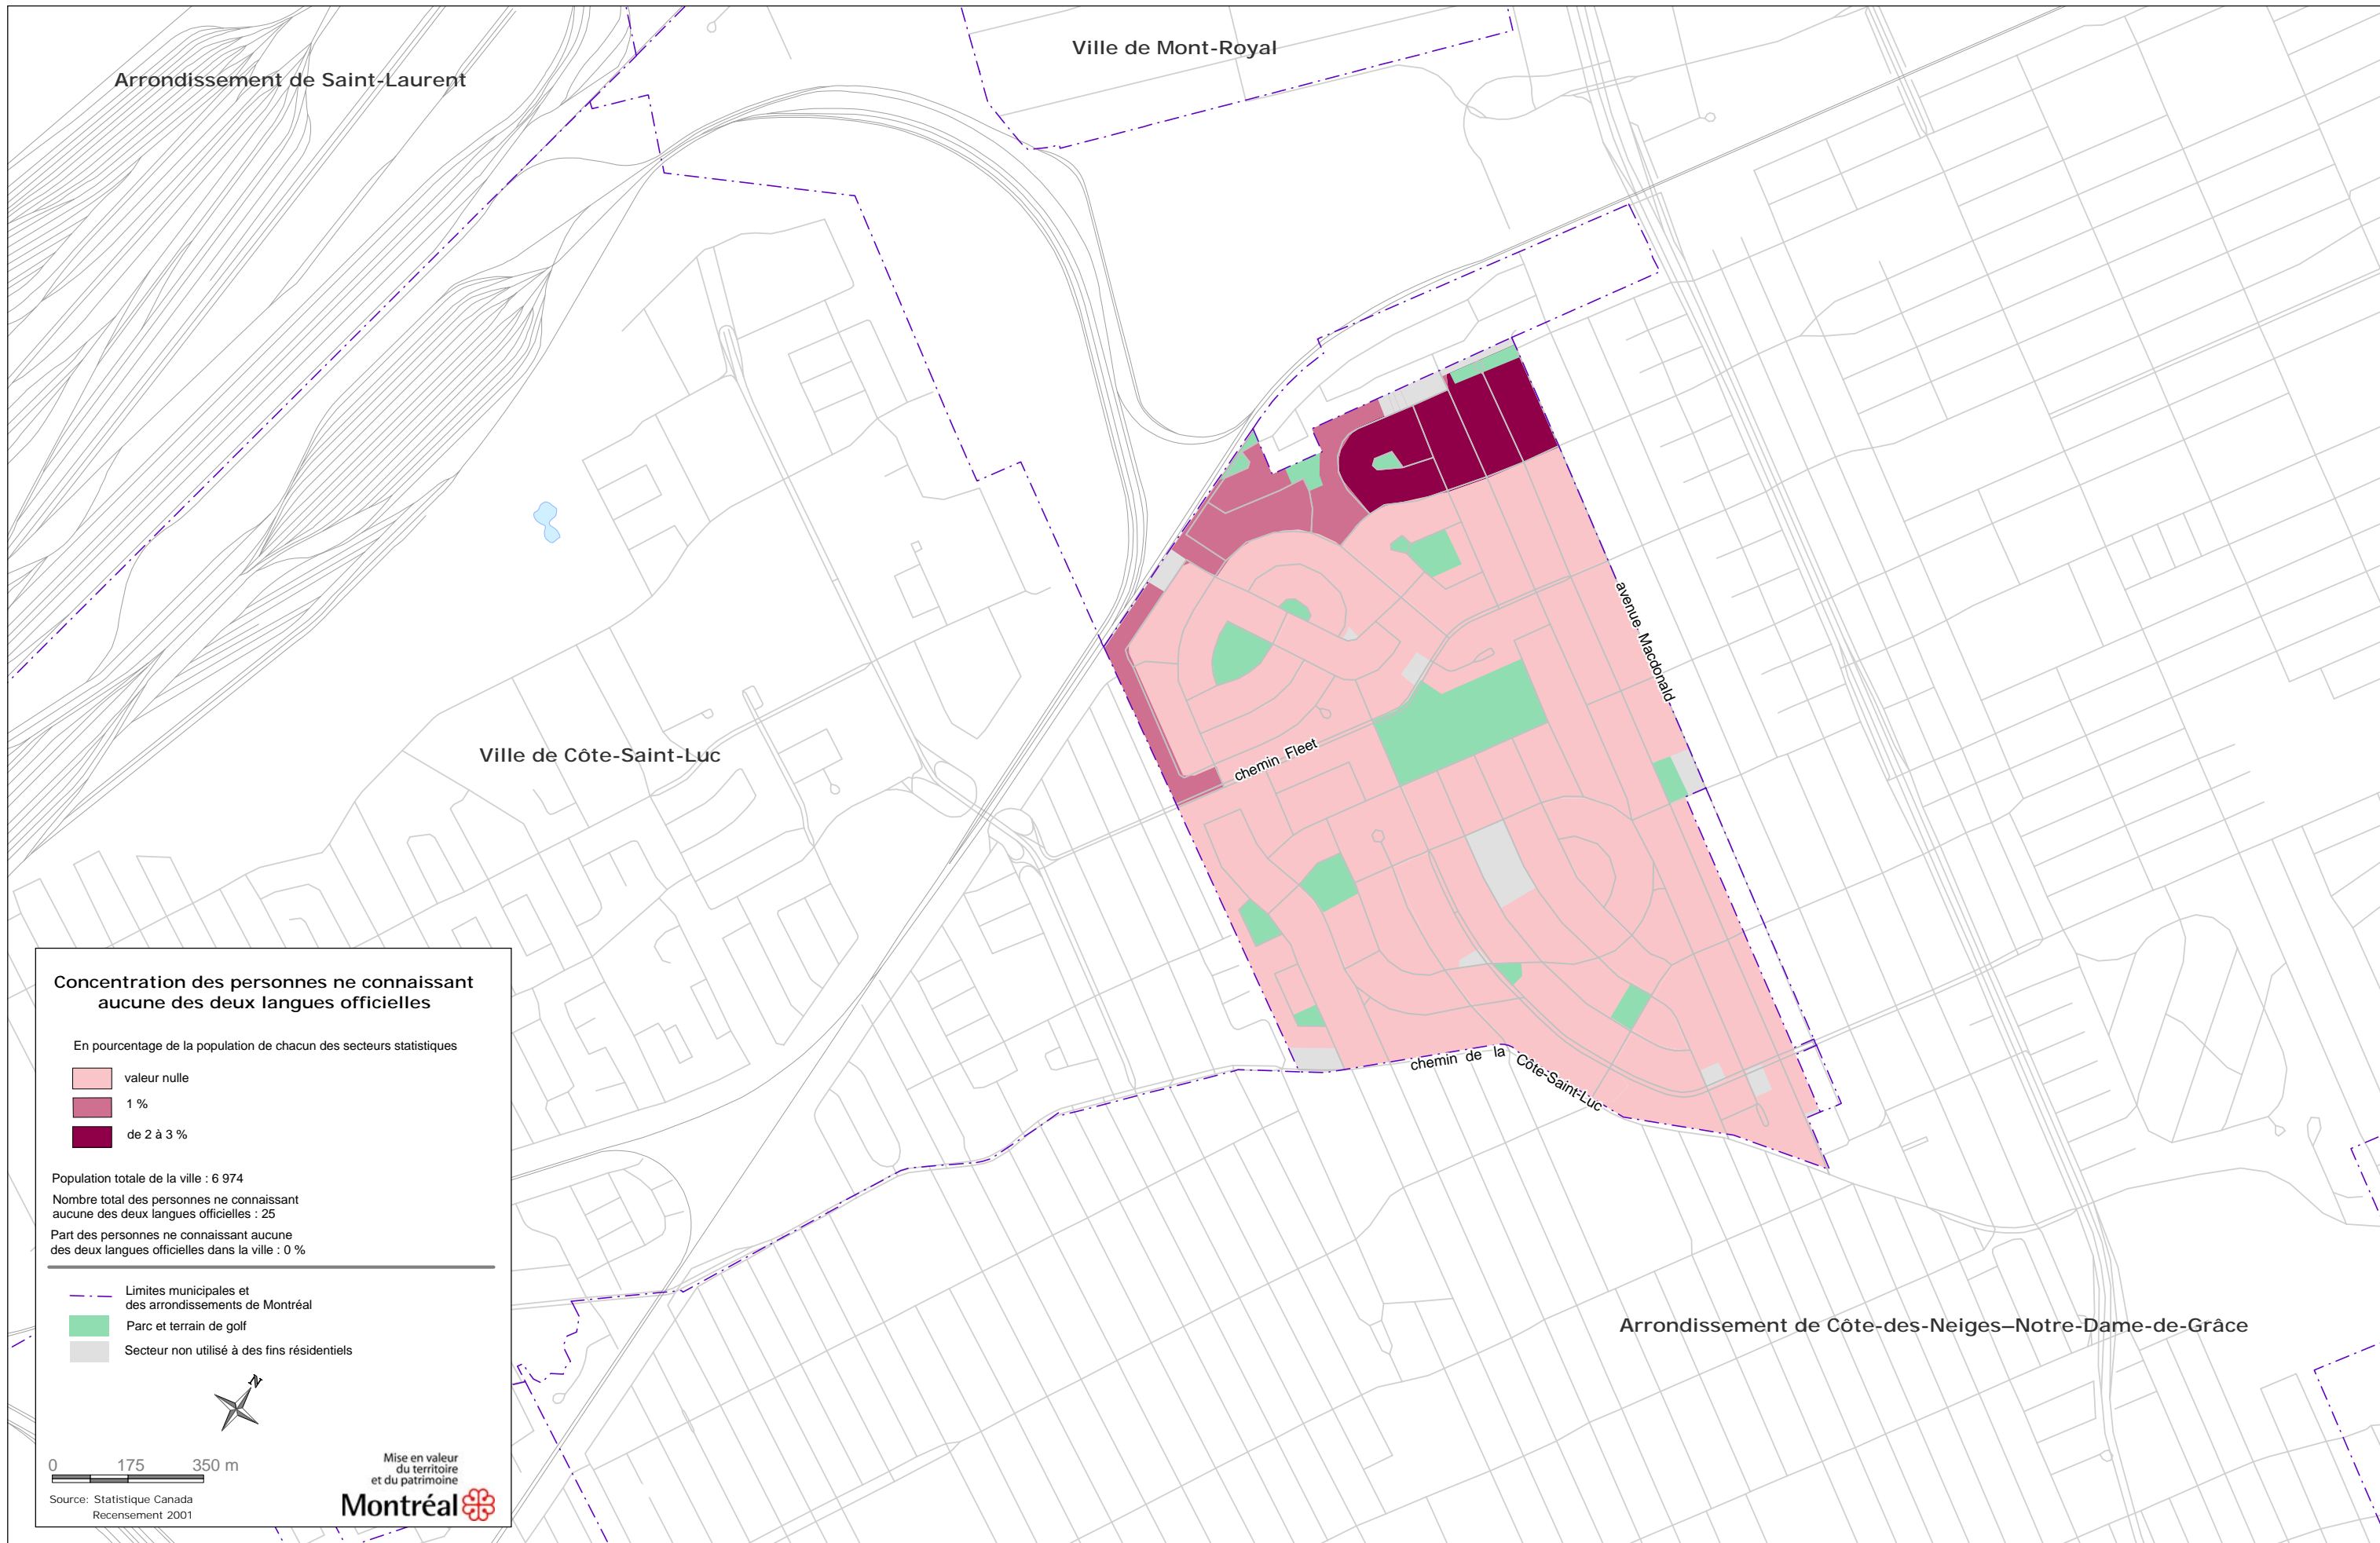 Arrondissement de Saint-Laurent
Ville de Mont-Royal
Ville de Côte-Saint-Luc
avenue Macdonald
chemin Fleet
chemin de la Côte-Saint-Luc
Arrondissement de Côte-des-Neiges–Notre-Dame-de-Grâce
Concentration des personnes ne connaissant
aucune des deux langues officielles
En pourcentage de la population de chacun des secteurs statistiques
valeur nulle
1 %
de 2 à 3 %
Population totale de la ville : 6 974
Nombre total des personnes ne connaissant
aucune des deux langues officielles : 25
Part des personnes ne connaissant aucune
des deux langues officielles dans la ville : 0 %
Limites municipales et
des arrondissements de Montréal
Parc et terrain de golf
Secteur non utilisé à des fins résidentiels
N
0 175 350 m
Source: Statistique Canada
Recensement 2001
Mise en valeur
du territoire
et du patrimoine
Montréal